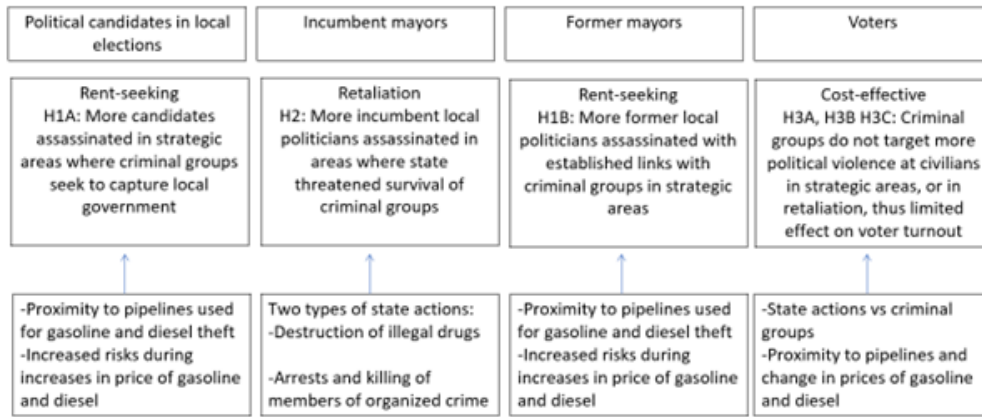 Political candidates in local
elections
Incumbent mayors
Former mayors
Voters
Rent-seeking
H1A: More candidates
assassinated in strategic
areas where criminal groups
seek to capture local
government
Retaliation
H2: More incumbent local
politicians assassinated in
areas where state
threatened survival of
criminal groups
Rent-seeking
H1B: More former local
politicians assassinated with
established links with
criminal groups in strategic
areas
Cost-effective
H3A, H3B H3C: Criminal
groups do not target more
political violence at civilians
in strategic areas, or in
retaliation, thus limited
effect on voter turnout
-Proximity to pipelines used
for gasoline and diesel theft
-Increased risks during
increases in price of gasoline
and diesel
Two types of state actions:
-Destruction of illegal drugs
-Arrests and killing of
members of organized crime
-Proximity to pipelines used
for gasoline and diesel theft
-Increased risks during
increases in price of gasoline
and diesel
-State actions vs criminal
groups
-Proximity to pipelines and
change in prices of gasoline
and diesel